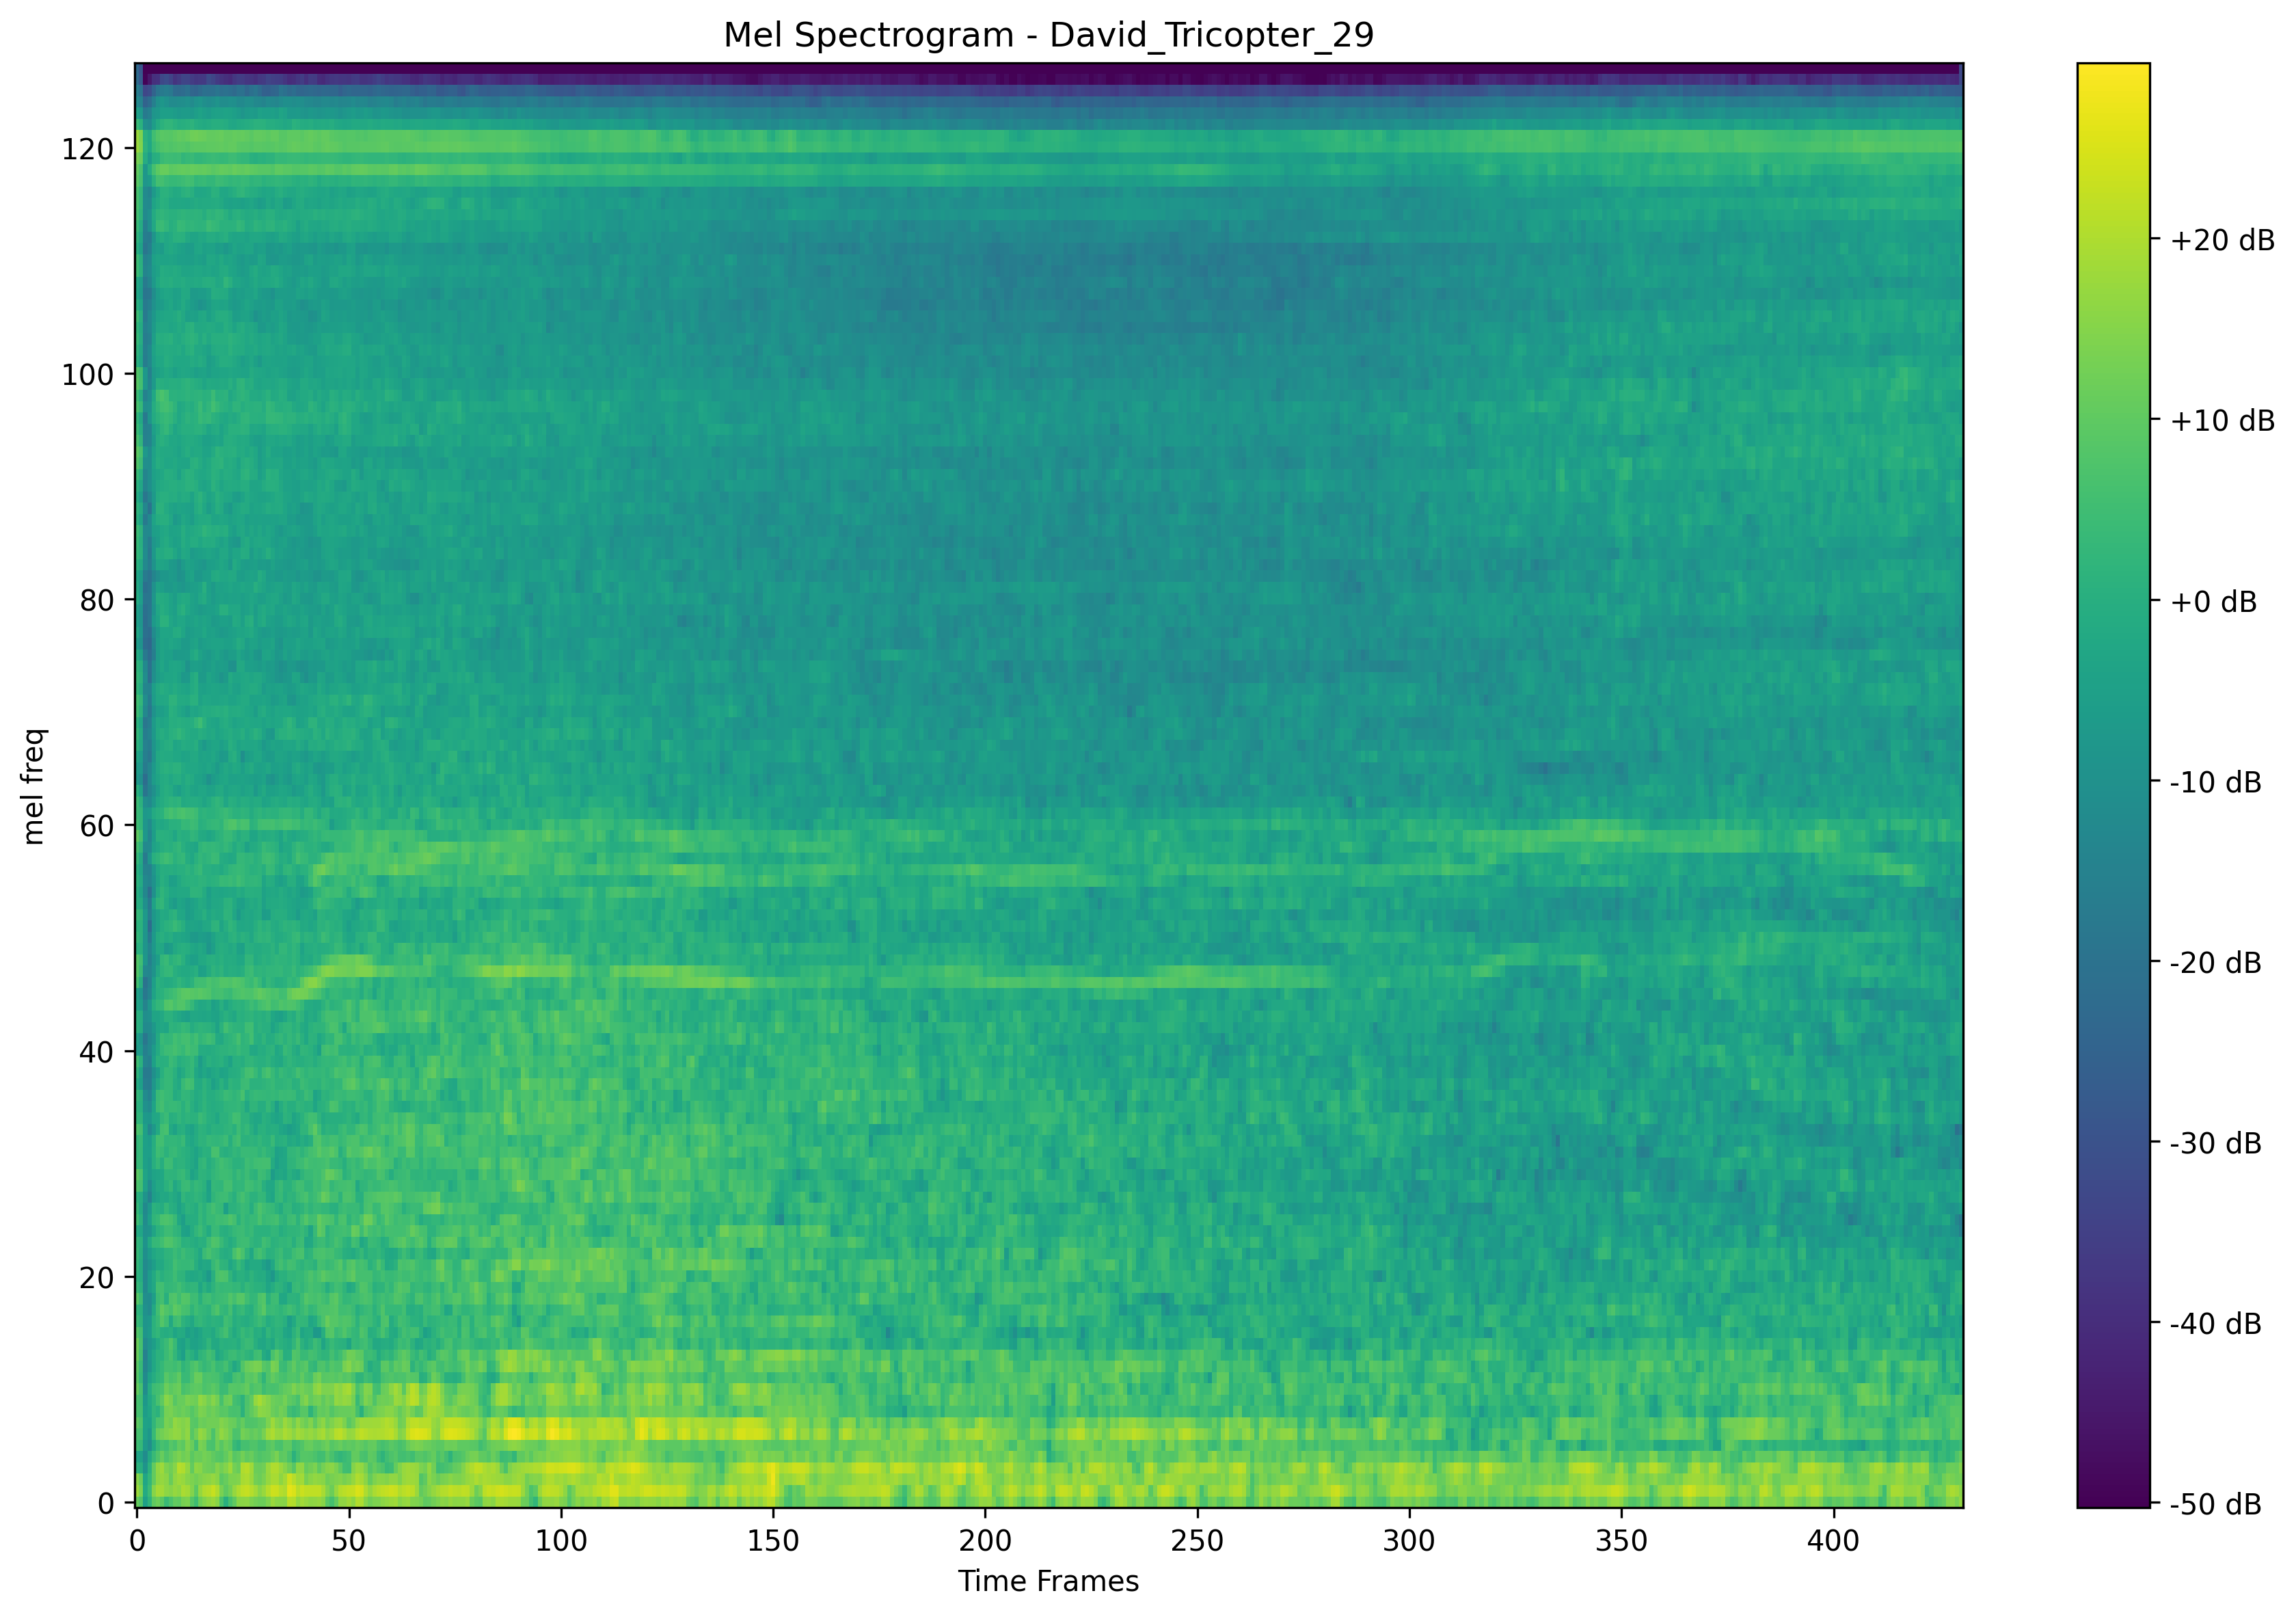 Mel Spectrogram - David_Tricopter_29
mel freq
120
100
80
60
40
20
0
0 50 100 150 200 250 300 350 400
Time Frames
+20 dB
+10 dB
+0 dB
-10 dB
-20 dB
-30 dB
-40 dB
-50 dB